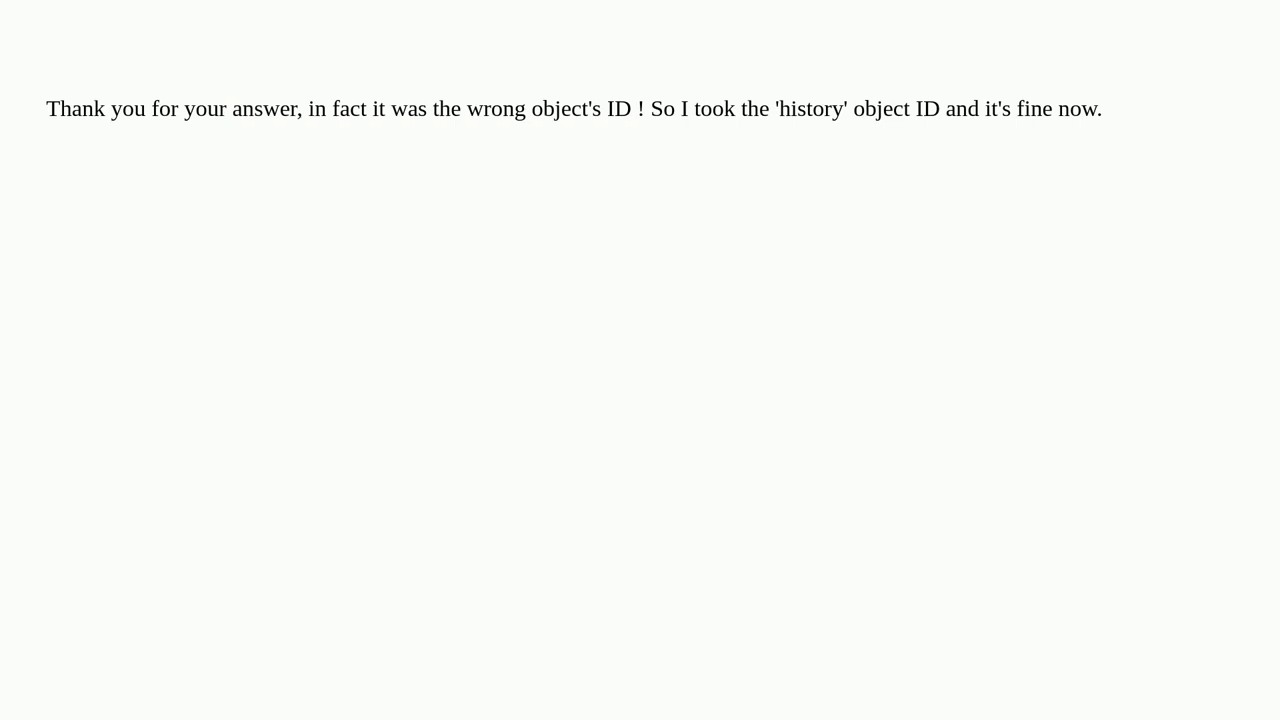 Thank you for your answer, in fact it was the wrong object's ID ! So I took the 'history' object ID and it's fine now.